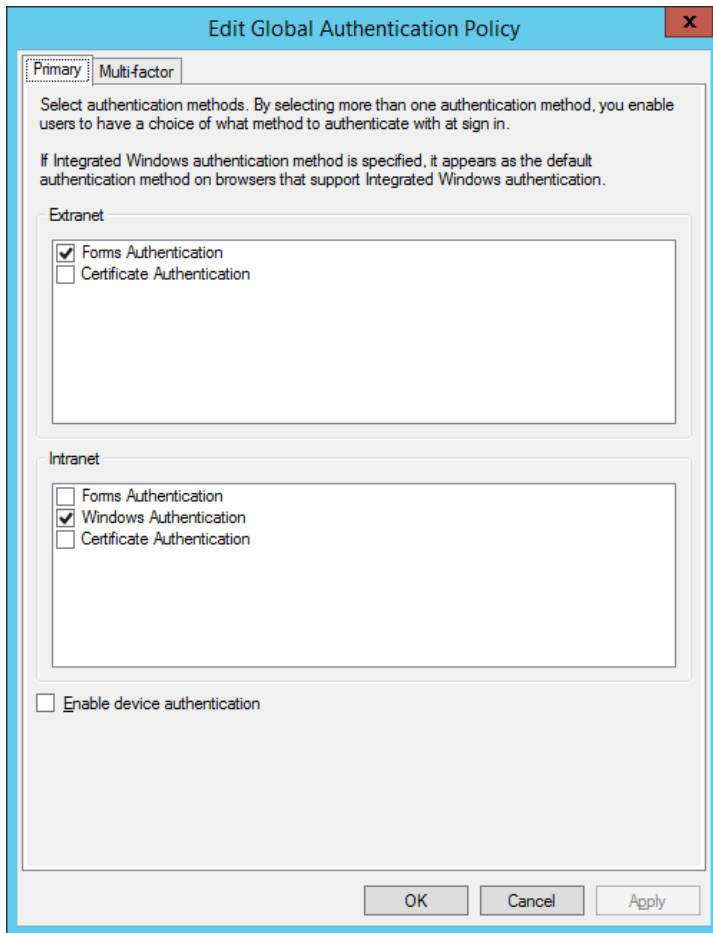 Edit Global Authentication Policy
x
Primary
Multi-factor
Select authentication methods. By selecting more than one authentication method, you enable
users to have a choice of what method to authenticate with at sign in.
If Integrated Windows authentication method is specified, it appears as the default
authentication method on browsers that support Integrated Windows authentication.
Extranet
Forms Authentication
Certificate Authentication
Intranet
Forms Authentication
Windows Authentication
Certificate Authentication
Enable device authentication
OK
Cancel
Apply